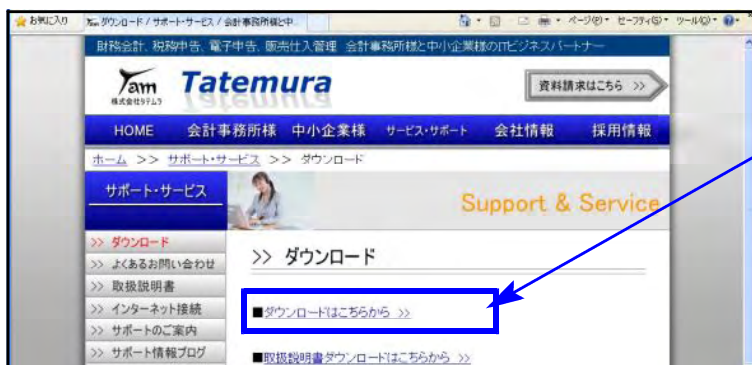 お気に入り ダウンロード / サポート・サービス / 会計事務所様と中... ページ(P) セーフティ(S) ツール(O)
財務会計、税務申告、電子申告、販売仕入管理 会計事務所様と中小企業様のITビジネスパートナー
Tam Tatemura 資料請求はこちら >>
株式会社タテムラ
HOME 会計事務所様 中小企業様 サービス・サポート 会社情報 採用情報
ホーム >> サポート・サービス >> ダウンロード
サポート・サービス
Support & Service
>> ダウンロード
>> よくあるお問い合わせ
>> 取扱説明書
>> インターネット接続
>> サポートのご案内
>> サポート情報ブログ
>> ダウンロード
■ダウンロードはこちらから >>
■取扱説明書ダウンロードはこちらから >>